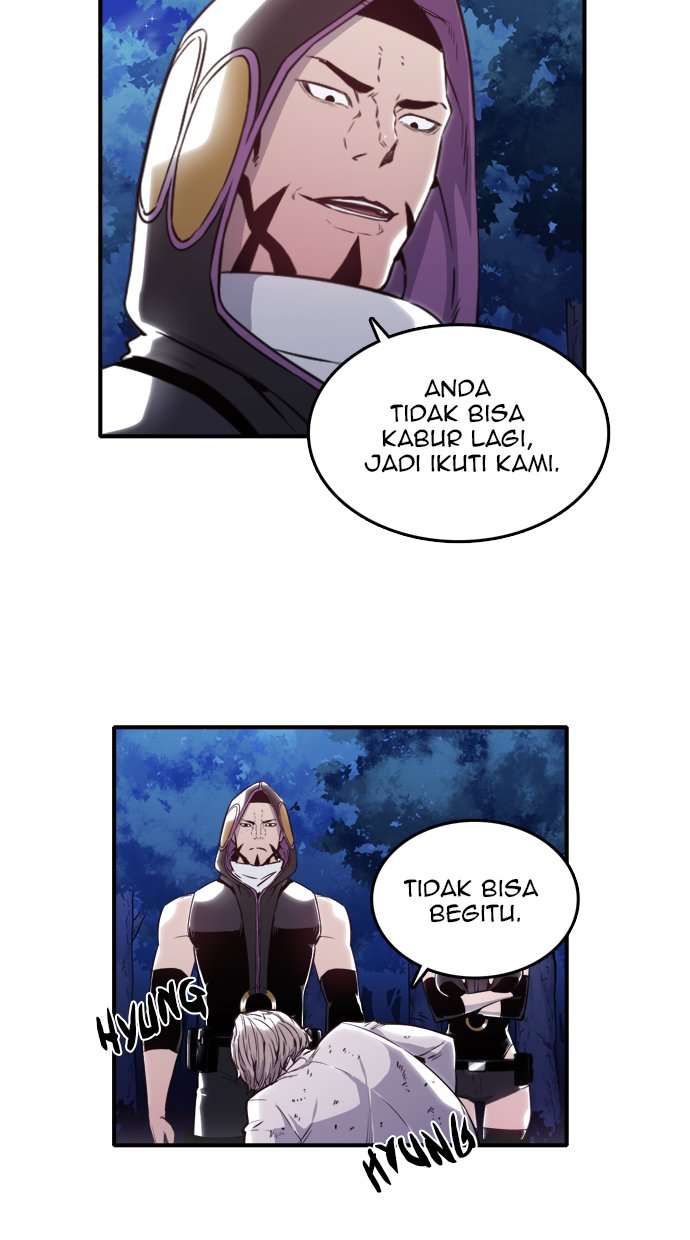 ANDA
TIDAK BISA
KABUR LAGI,
JADI IKUTI KAMI.
TIDAK BISA
BEGITU.
HYUNG
HYUNG